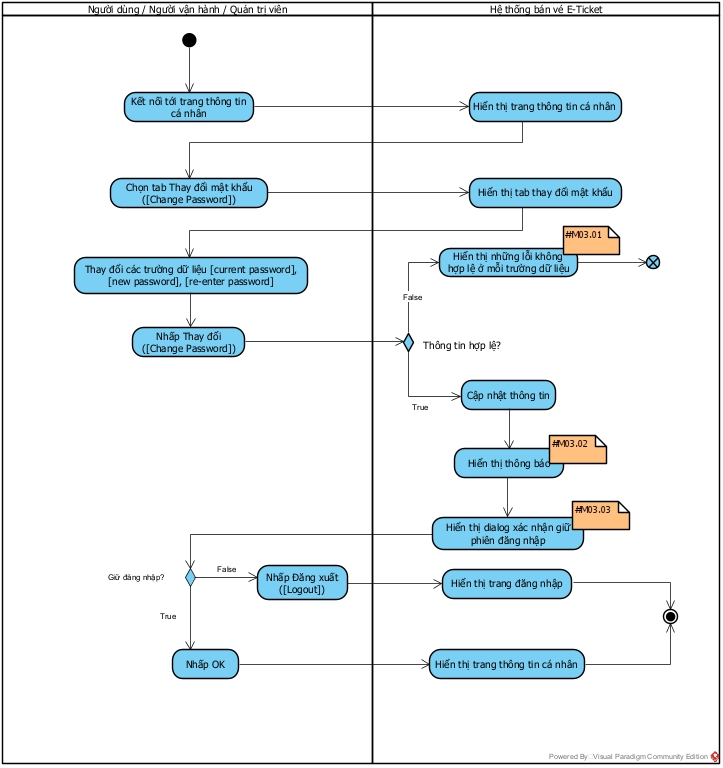 Người dùng / Người vận hành / Quản trị viên
Hệ thống bán vé E-Ticket
Kết nối tới trang thông tin
cá nhân
Hiển thị trang thông tin cá nhân
Chọn tab Thay đổi mật khẩu
([Change Password])
Hiển thị tab thay đổi mật khẩu
#M03.01
Thay đổi các trường dữ liệu [current password],
[new password], [re-enter password]
Hiển thị những lỗi không
hợp lệ ở mỗi trường dữ liệu
False
Nhấp Thay đổi
([Change Password])
Thông tin hợp lệ?
True
Cập nhật thông tin
#M03.02
Hiển thị thông báo
#M03.03
Hiển thị dialog xác nhận giữ
phiên đăng nhập
Giữ đăng nhập?
False
Nhấp Đăng xuất
([Logout])
Hiển thị trang đăng nhập
True
Nhấp OK
Hiển thị trang thông tin cá nhân
Powered By Visual Paradigm Community Edition